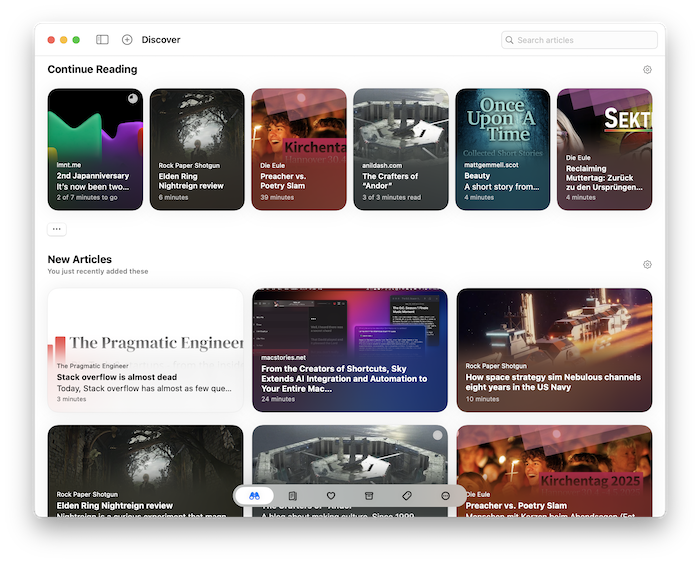 Discover
Search articles
Continue Reading
imnt.me
2nd Japanniversary
It's now been two...
2 of 7 minutes to go
Rock Paper Shotgun
Elden Ring
Nightreign review
6 minutes
Kirchentag
Hannover 30.
Die Eule
Preacher vs.
Poetry Slam
39 minutes
anildash.com
The Crafters of
"Andor"
3 of 3 minutes read
Once
Upon A
Time
Collected Short Stories
mattgemmell.scot
Beauty
A short story from...
4 minutes
SEKT
Die Eule
Reclaiming
Muttertag: Zurück
zu den Ursprüngen...
4 minutes
...
New Articles
You just recently added these
The Pragmatic Engineer
The Pragmatic Engineer
Stack overflow is almost dead
Today, Stack overflow has almost as few que...
3 minutes
macstories.net
From the Creators of Shortcuts, Sky
Extends AI Integration and Automation to
Your Entire Mac...
24 minutes
Rock Paper Shotgun
How space strategy sim Nebulous channels
eight years in the US Navy
10 minutes
Rock Paper Shotgun
Elden Ring Nightreign review
Nightreign is a curious experiment that
The Crafters of "Andor"
A blog about making culture. Since 1999
Kirchentag 2025
Die Eule
Preacher vs. Poetry Slam
Menschen mit Kerzen beim Abendsegen